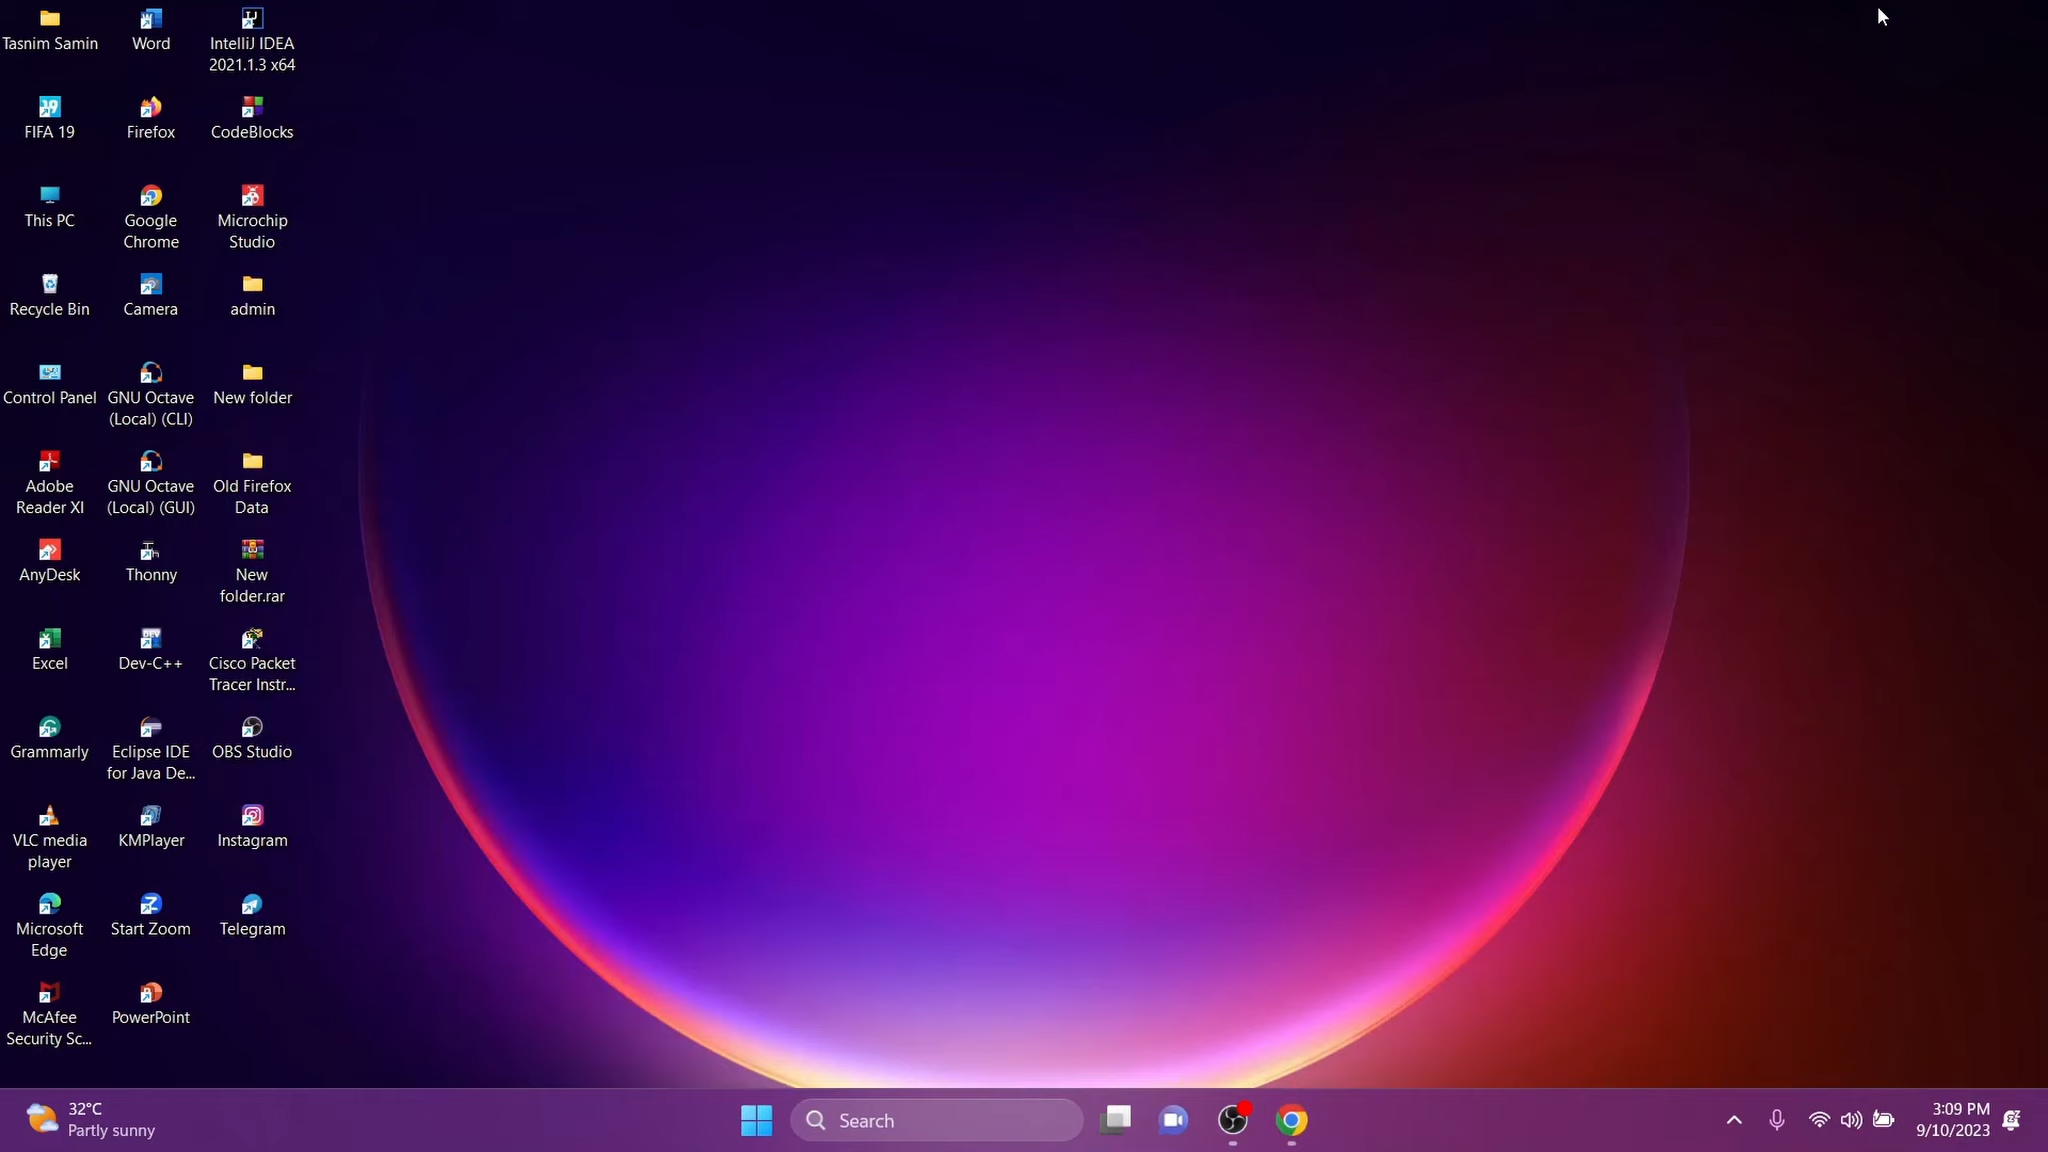 Tasnim Samin
Word
IntelliJ IDEA
2021.1.3 x64
FIFA 19
Firefox
CodeBlocks
This PC
Google
Chrome
Microchip
Studio
Recycle Bin
Camera
admin
Control Panel
GNU Octave
(Local) (CLI)
New folder
Adobe
Reader XI
GNU Octave
(Local) (GUI)
Old Firefox
Data
AnyDesk
Thonny
New
folder.rar
Excel
Dev-C++
Cisco Packet
Tracer Instr...
Grammarly
Eclipse IDE
for Java De...
OBS Studio
VLC media
player
KMPlayer
Instagram
Microsoft
Edge
Start Zoom
Telegram
McAfee
Security Sc...
PowerPoint
32°C
Partly sunny
Search
3:09 PM
9/10/2023